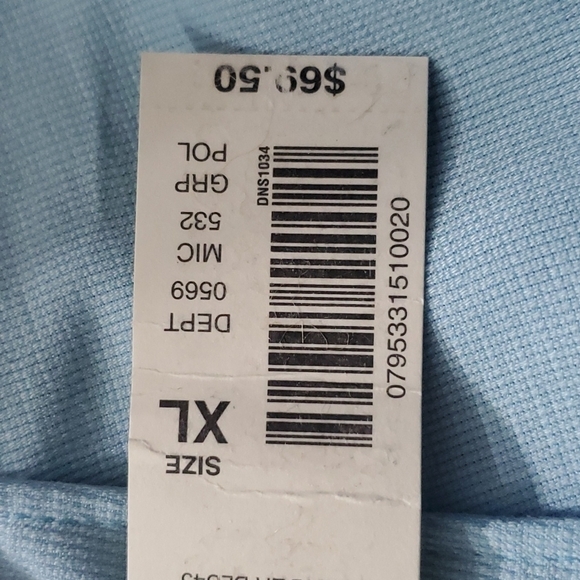 SIZE
XL
0795331510020
DEPT
0569
MIC
532
GRP
POL
DNS1034
$69.50